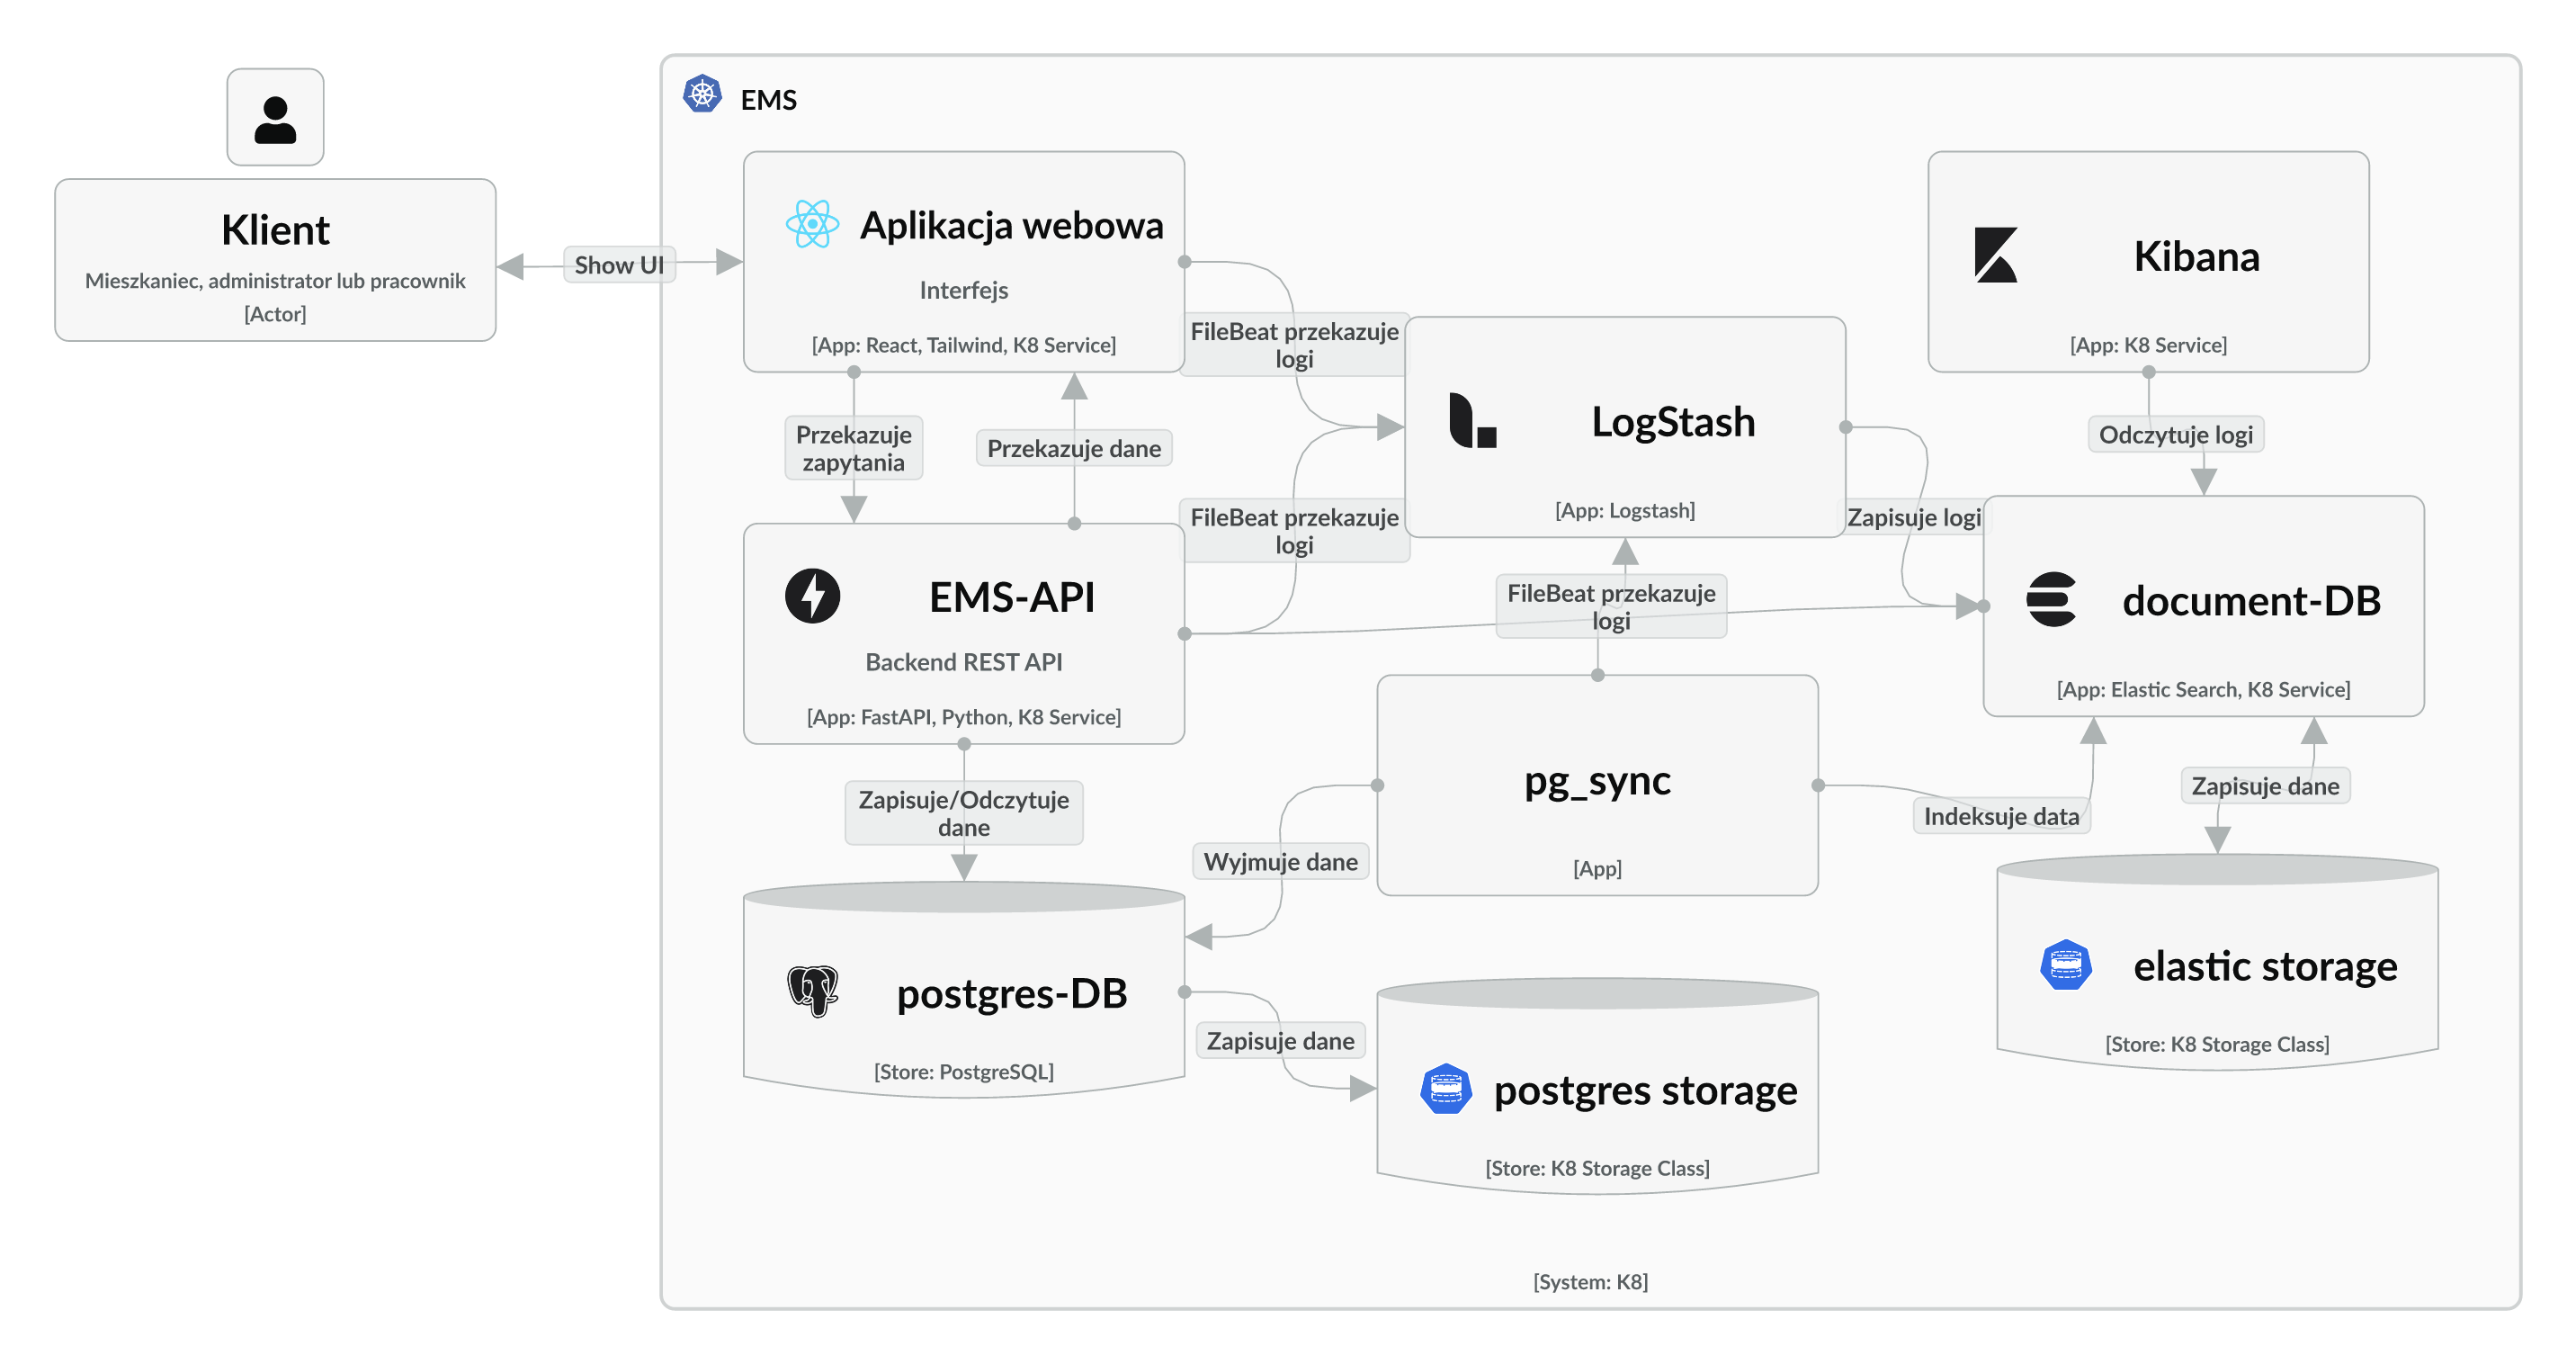 EMS
Klient
Mieszkaniec, administrator lub pracownik
[Actor]
Show UI
Aplikacja webowa
Interfejs
[App: React, Tailwind, K8 Service]
Kibana
[App: K8 Service]
FileBeat przekazuje
logi
LogStash
[App: Logstash]
Przekazuje
zapytania
Przekazuje dane
Odczytuje logi
FileBeat przekazuje
logi
Zapisuje logi
EMS-API
Backend REST API
[App: FastAPI, Python, K8 Service]
FileBeat przekazuje
logi
document-DB
[App: Elastic Search, K8 Service]
pg_sync
[App]
Zapisuje/Odczytuje
dane
Wyjmuje dane
Indeksuje data
Zapisuje dane
postgres-DB
[Store: PostgreSQL]
Zapisuje dane
postgres storage
[Store: K8 Storage Class]
elastic storage
[Store: K8 Storage Class]
[System: K8]